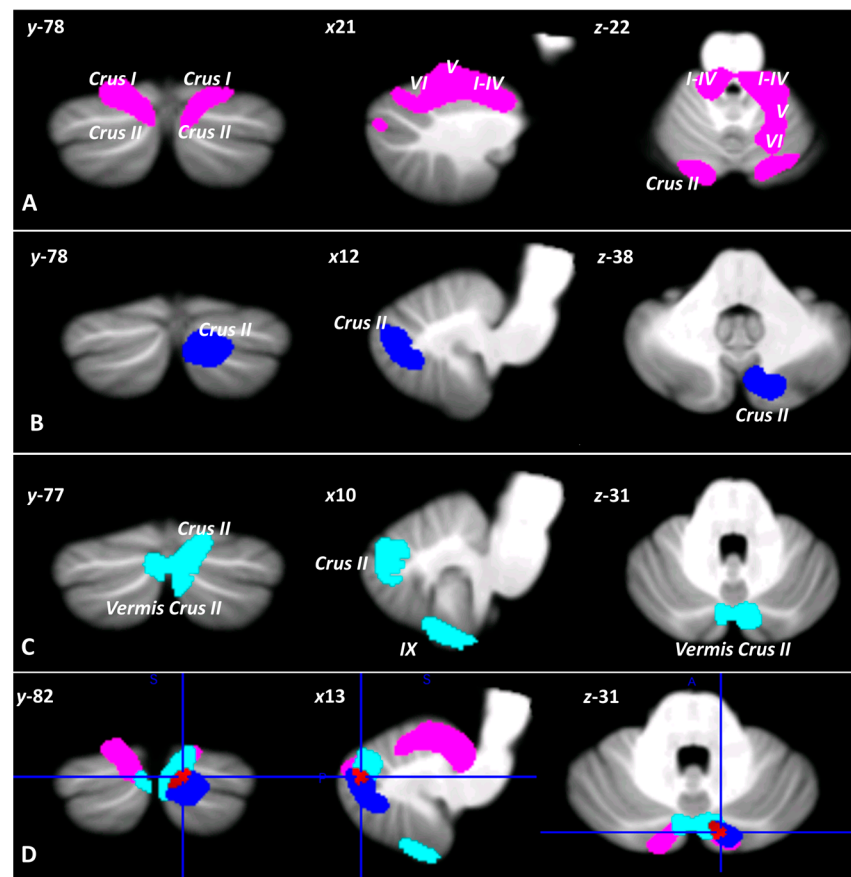 y-78
x21
z-22
Crus I
Crus I
Crus II
Crus II
VI
V
I-IV
I-IV
I-IV
V
VI
Crus II
A
y-78
x12
z-38
Crus II
Crus II
Crus II
B
y-77
x10
z-31
Crus II
Vermis Crus II
Crus II
IX
Vermis Crus II
C
y-82
S
x13
S
z-31
A
P
D